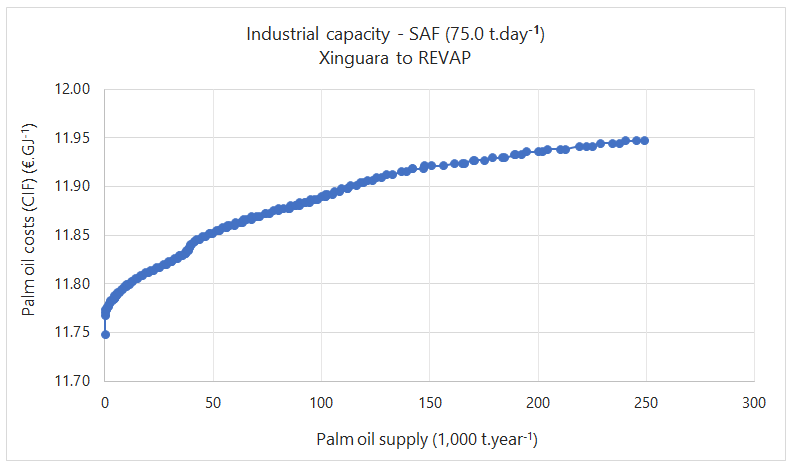 Industrial capacity - SAF (75.0 t.day⁻¹)
Xinguara to REVAP
Palm oil costs (CIF) (€.GJ⁻¹)
12.00
11.95
11.90
11.85
11.80
11.75
11.70
0 50 100 150 200 250 300
Palm oil supply (1,000 t.year⁻¹)